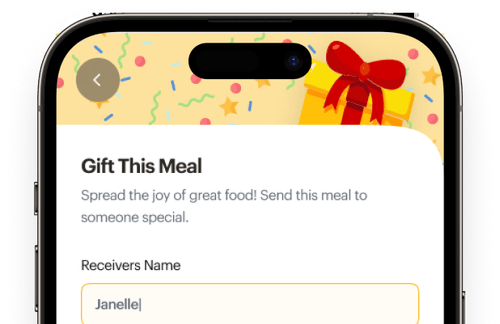 Gift This Meal
Spread the joy of great food! Send this meal to
someone special.
Receivers Name
Janelle